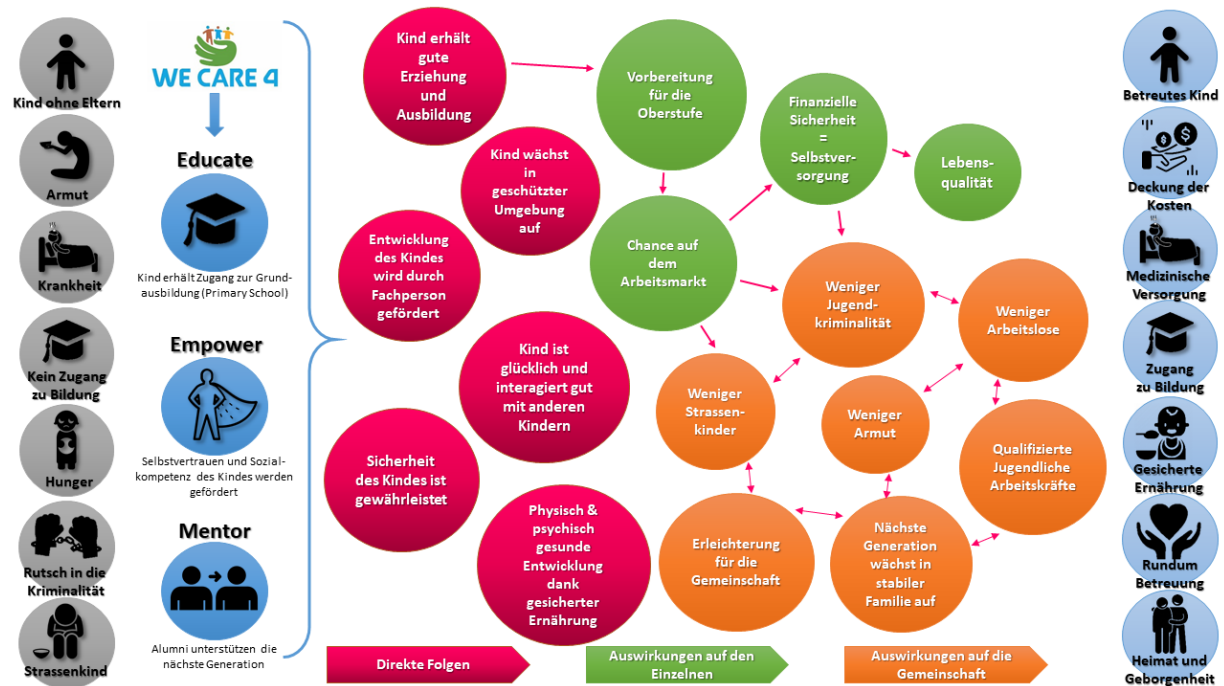 Kind ohne Eltern
Armut
Krankheit
Kein Zugang
zu Bildung
Hunger
Rutsch in die
Kriminalität
Strassenkind
WE CARE 4
Educate
Kind erhält Zugang zur Grund-
ausbildung (Primary School)
Empower
Selbstvertrauen und Sozial-
kompetenz des Kindes werden
gefördert
Mentor
Alumni unterstützen die
nächste Generation
Kind erhält
gute
Erziehung
und
Ausbildung
Kind wächst
in
geschützter
Umgebung
auf
Entwicklung
des Kindes
wird durch
Fachperson
gefördert
Kind ist
glücklich und
interagiert gut
mit anderen
Kindern
Sicherheit
des Kindes ist
gewährleistet
Physisch &
psychisch
gesunde
Entwicklung
dank
gesicherter
Ernährung
Direkte Folgen
Vorbereitung
für die
Oberstufe
Finanzielle
Sicherheit
=
Selbstver-
sorgung
Lebens-
qualität
Chance auf
dem
Arbeitsmarkt
Weniger
Jugend-
kriminalität
Weniger
Arbeitslose
Weniger
Strassen-
kinder
Weniger
Armut
Qualifizierte
Jugendliche
Arbeitskräfte
Erleichterung
für die
Gemeinschaft
Nächste
Generation
wächst in
stabiler
Familie auf
Auswirkungen auf den
Einzelnen
Auswirkungen auf die
Gemeinschaft
Betreutes Kind
Deckung der
Kosten
Medizinische
Versorgung
Zugang
zu Bildung
Gesicherte
Ernährung
Rundum
Betreuung
Heimat und
Geborgenheit